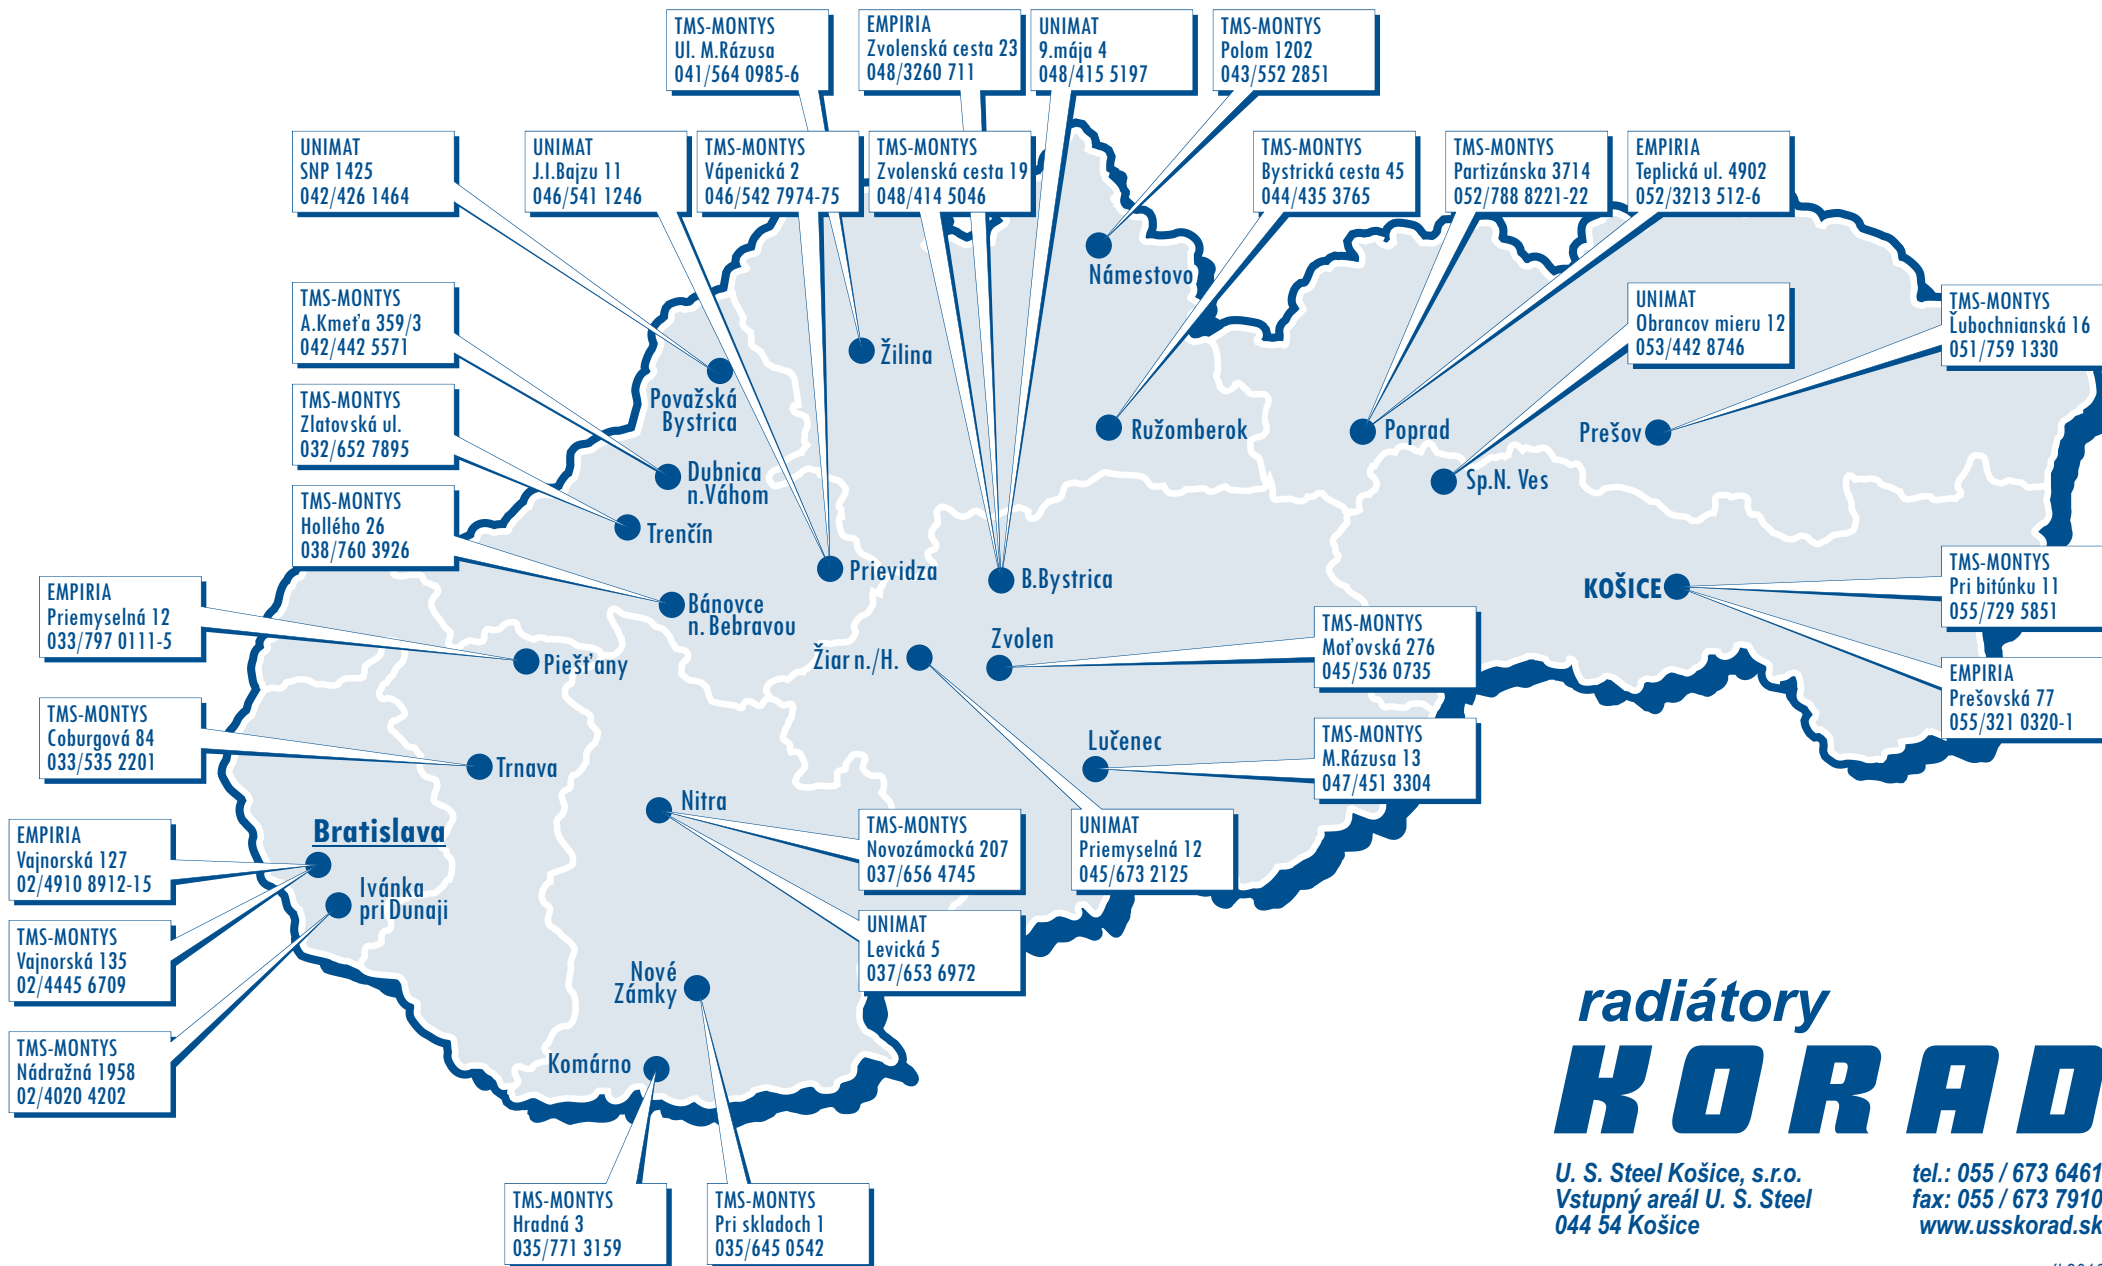 TMS-MONTYS
Ul. M.Rázusa
041/564 0985-6
EMPIRIA
Zvolenská cesta 23
048/3260 711
UNIMAT
9.mája 4
048/415 5197
TMS-MONTYS
Polom 1202
043/552 2851
UNIMAT
SNP 1425
042/426 1464
UNIMAT
J.I.Bajzu 11
046/541 1246
TMS-MONTYS
Vápenická 2
046/542 7974-75
TMS-MONTYS
Zvolenská cesta 19
048/414 5046
TMS-MONTYS
Bystrická cesta 45
044/435 3765
TMS-MONTYS
Partizánska 3714
052/788 8221-22
EMPIRIA
Teplická ul. 4902
052/3213 512-6
TMS-MONTYS
A.Kmeťa 359/3
042/442 5571
UNIMAT
Obrancov mieru 12
053/442 8746
TMS-MONTYS
Ľubochnianská 16
051/759 1330
TMS-MONTYS
Zlatovská ul.
032/652 7895
TMS-MONTYS
Hollého 26
038/760 3926
EMPIRIA
Priemyselná 12
033/797 0111-5
TMS-MONTYS
Coburgová 84
033/535 2201
EMPIRIA
Vajnorská 127
02/4910 8912-15
TMS-MONTYS
Vajnorská 135
02/4445 6709
TMS-MONTYS
Nádražná 1958
02/4020 4202
Námestovo
Žilina
Považská
Bystrica
Ružomberok
Poprad
Prešov
Dubnica
n.Váhom
Sp.N. Ves
Trenčín
Prievidza
B.Bystrica
KOŠICE
Bánovce
n. Bebravou
Piešťany
Žiar n./H.
Zvolen
Trnava
Lučenec
Nitra
Bratislava
Ivánka
pri Dunaji
Nové
Zámky
Komárno
TMS-MONTYS
Pri bitúnku 11
055/729 5851
TMS-MONTYS
Moťovská 276
045/536 0735
EMPIRIA
Prešovská 77
055/321 0320-1
TMS-MONTYS
M.Rázusa 13
047/451 3304
TMS-MONTYS
Novozámocká 207
037/656 4745
UNIMAT
Priemyselná 12
045/673 2125
UNIMAT
Levická 5
037/653 6972
TMS-MONTYS
Hradná 3
035/771 3159
TMS-MONTYS
Pri skladoch 1
035/645 0542
radiátory
KORAD
U. S. Steel Košice, s.r.o.
Vstupný areál U. S. Steel
044 54 Košice
tel.: 055 / 673 6461
fax: 055 / 673 7910
www.usskorad.sk